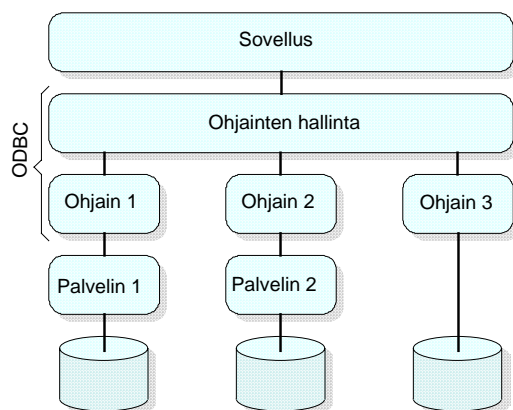 Sovellus
ODBC
Ohjainten hallinta
Ohjain 1
Ohjain 2
Ohjain 3
Palvelin 1
Palvelin 2